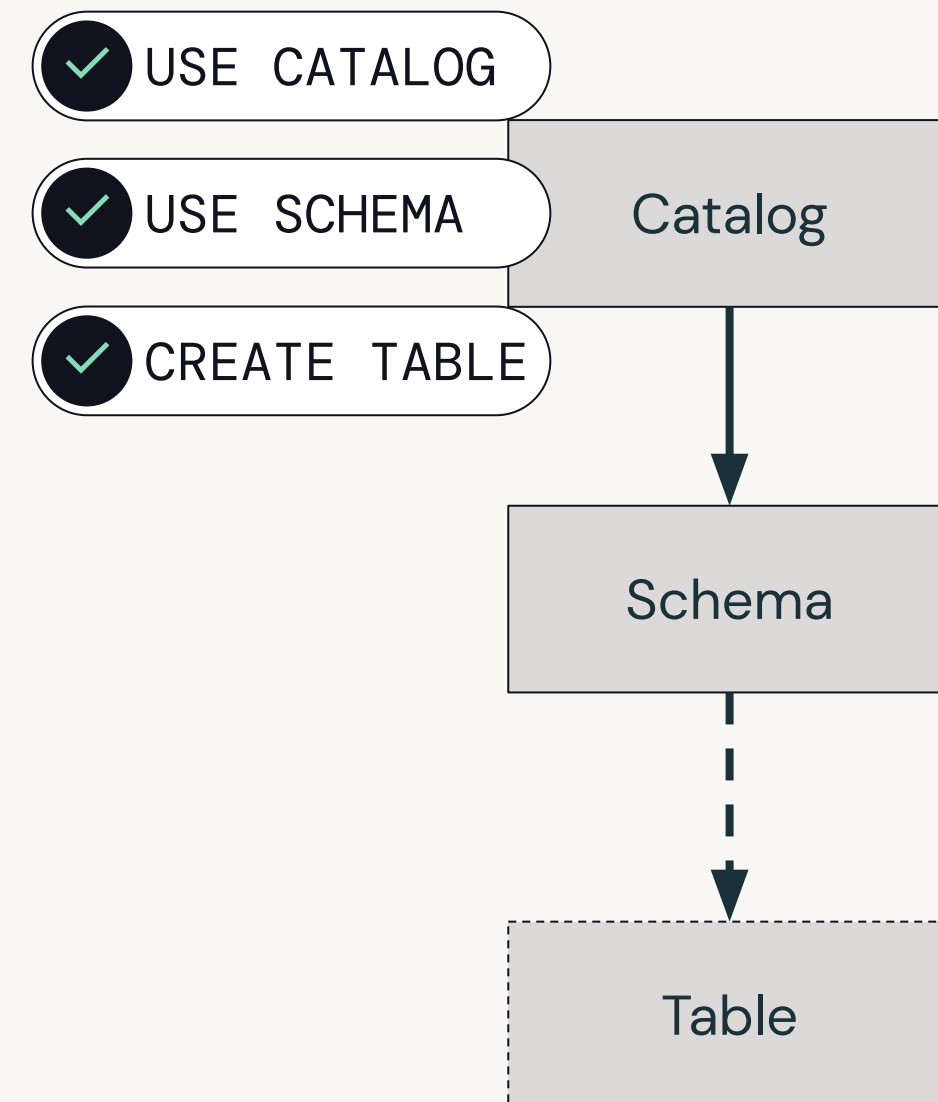 USE CATALOG
USE SCHEMA
Catalog
CREATE TABLE
Schema
Table